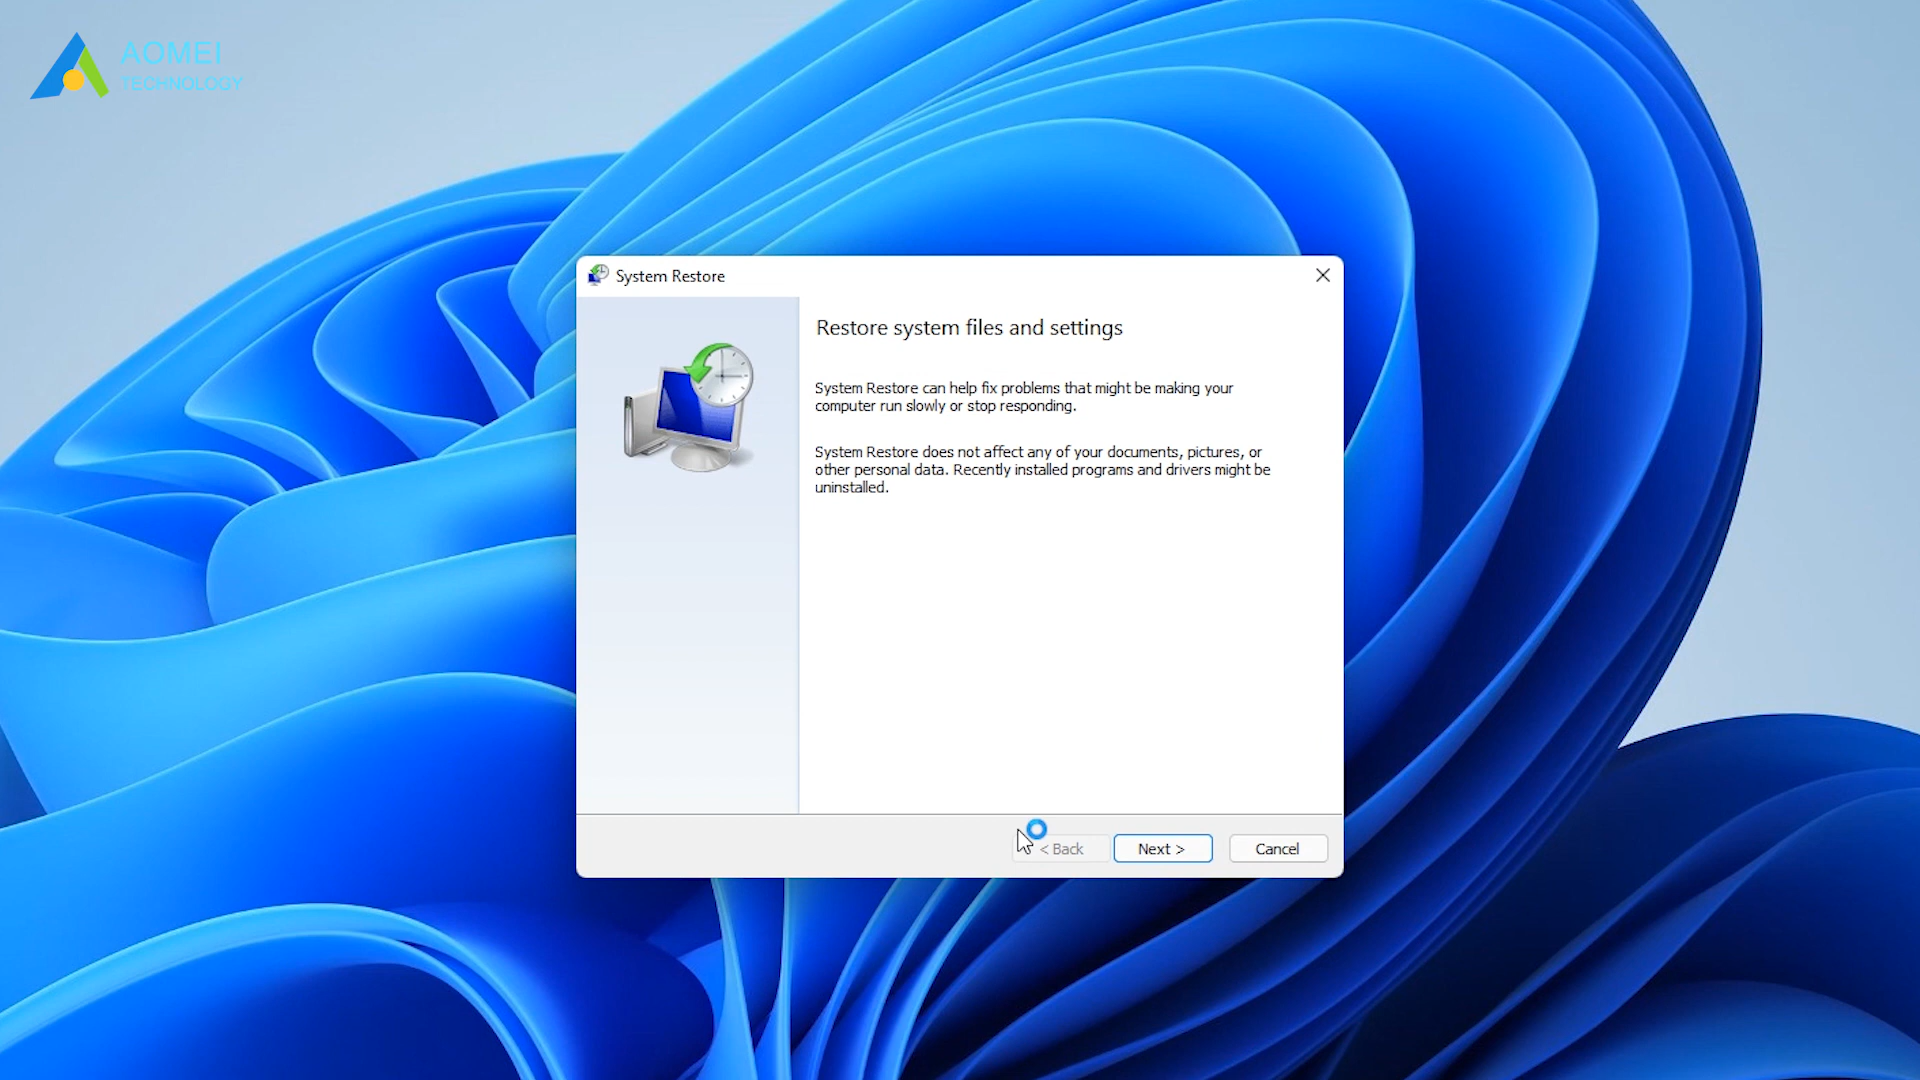 AOMEI
TECHNOLOGY
System Restore
Restore system files and settings
System Restore can help fix problems that might be making your
computer run slowly or stop responding.
System Restore does not affect any of your documents, pictures, or
other personal data. Recently installed programs and drivers might be
uninstalled.
< Back
Next >
Cancel